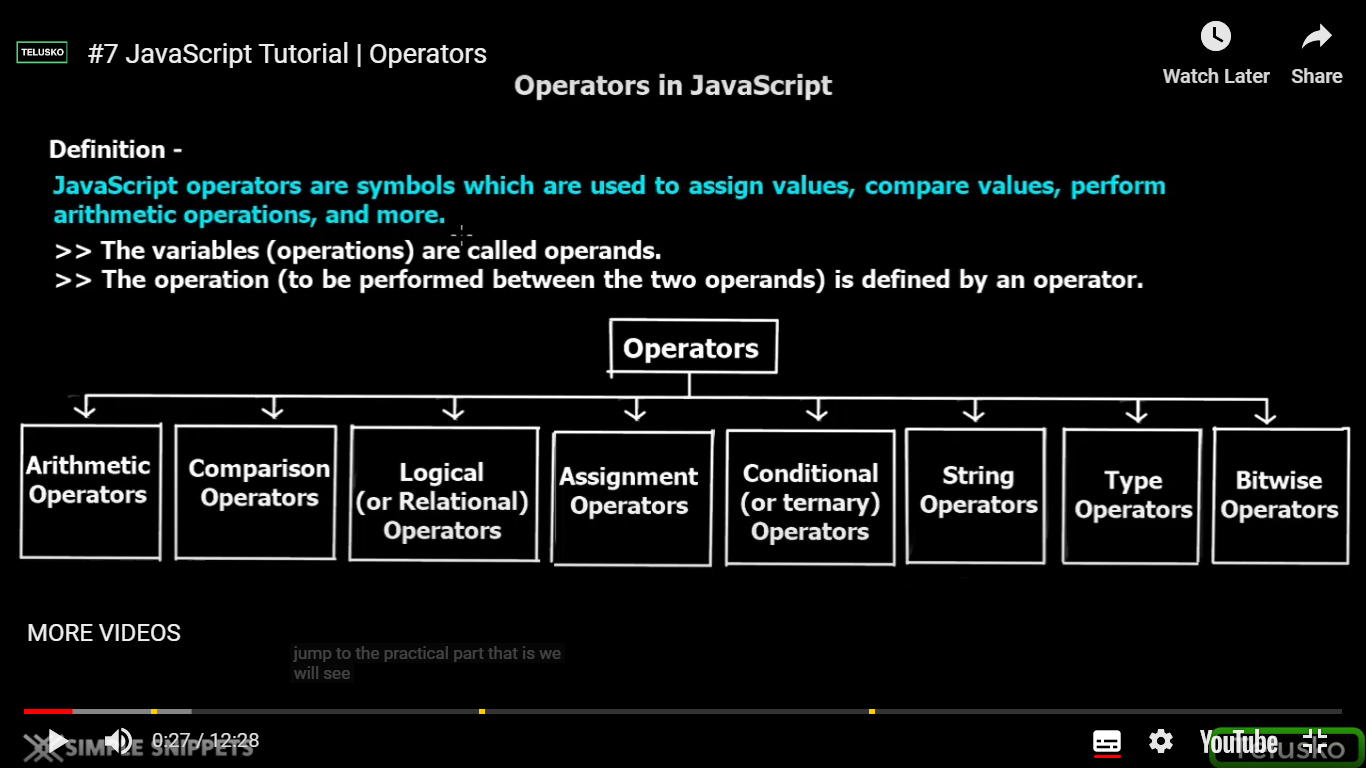 TELUSKO
#7 JavaScript Tutorial | Operators
Watch Later
Share
Operators in JavaScript
Definition -
JavaScript operators are symbols which are used to assign values, compare values, perform
arithmetic operations, and more.
>> The variables (operations) are called operands.
>> The operation (to be performed between the two operands) is defined by an operator.
Operators
Arithmetic
Operators
Comparison
Operators
Logical
(or Relational)
Operators
Assignment
Operators
Conditional
(or ternary)
Operators
String
Operators
Type
Operators
Bitwise
Operators
MORE VIDEOS
jump to the practical part that is we
will see
0:27 / 12:28
SIMPLE SNIPPETS
YouTube
Telusko